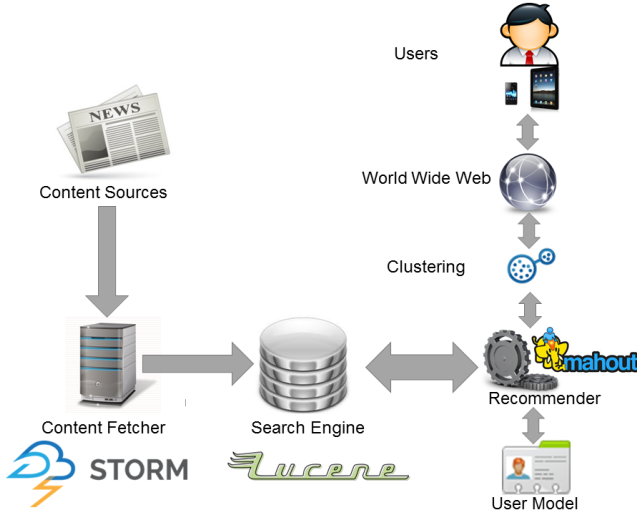 Users
NEWS
World Wide Web
Content Sources
Clustering
mahout
Recommender
Content Fetcher
Search Engine
STORM
Lucene
User Model